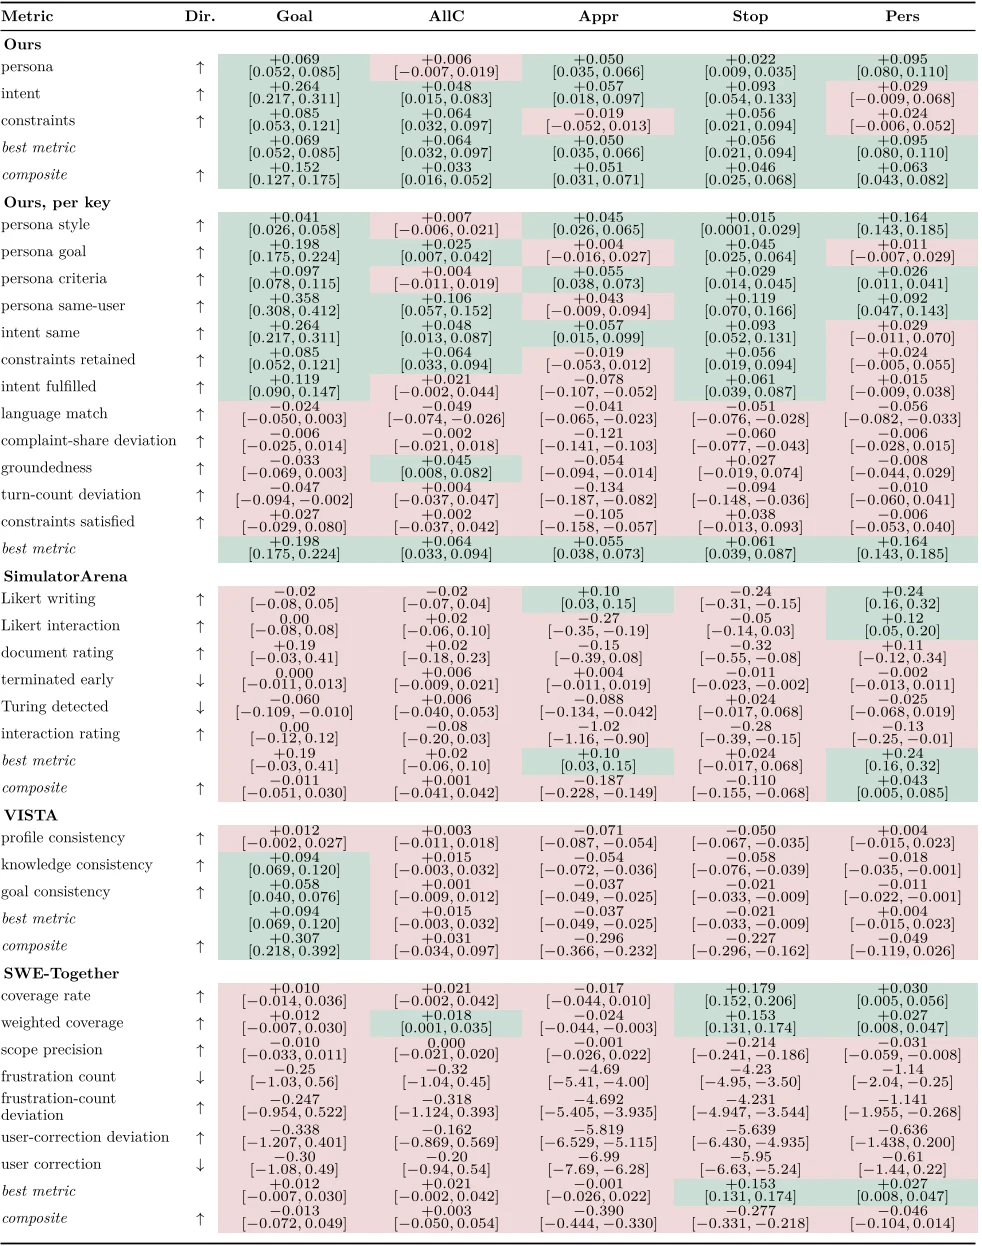 Metric Dir. Goal AllC Appr Stop Pers
Ours
persona ↑ +0.069 [0.052, 0.085] +0.006 [−0.007, 0.019] +0.050 [0.035, 0.066] +0.022 [0.009, 0.035] +0.095 [0.080, 0.110]
intent ↑ +0.264 [0.217, 0.311] +0.048 [0.015, 0.083] +0.057 [0.018, 0.097] +0.093 [0.054, 0.133] +0.029 [−0.009, 0.068]
constraints ↑ +0.085 [0.053, 0.121] +0.064 [0.032, 0.097] −0.019 [−0.052, 0.013] +0.056 [0.021, 0.094] +0.024 [−0.006, 0.052]
best metric +0.069 [0.052, 0.085] +0.064 [0.032, 0.097] +0.050 [0.035, 0.066] +0.056 [0.021, 0.094] +0.095 [0.080, 0.110]
composite ↑ +0.152 [0.127, 0.175] +0.033 [0.016, 0.052] +0.051 [0.031, 0.071] +0.046 [0.025, 0.068] +0.063 [0.043, 0.082]
Ours, per key
persona style ↑ +0.041 [0.026, 0.058] +0.007 [−0.006, 0.021] +0.045 [0.026, 0.065] +0.015 [0.0001, 0.029] +0.164 [0.143, 0.185]
persona goal ↑ +0.198 [0.175, 0.224] +0.025 [0.007, 0.042] +0.004 [−0.016, 0.027] +0.045 [0.025, 0.064] +0.011 [−0.007, 0.029]
persona criteria ↑ +0.097 [0.078, 0.115] +0.004 [−0.011, 0.019] +0.055 [0.038, 0.073] +0.029 [0.014, 0.045] +0.026 [0.011, 0.041]
persona same-user ↑ +0.358 [0.308, 0.412] +0.106 [0.057, 0.152] +0.043 [−0.009, 0.094] +0.119 [0.070, 0.166] +0.092 [0.047, 0.143]
intent same ↑ +0.264 [0.217, 0.311] +0.048 [0.013, 0.087] +0.057 [0.015, 0.099] +0.093 [0.052, 0.131] +0.029 [−0.011, 0.070]
constraints retained ↑ +0.085 [0.052, 0.121] +0.064 [0.033, 0.094] −0.019 [−0.053, 0.012] +0.056 [0.019, 0.094] +0.024 [−0.005, 0.055]
intent fulfilled ↑ +0.119 [0.090, 0.147] +0.021 [−0.002, 0.044] −0.078 [−0.107, −0.052] +0.061 [0.039, 0.087] +0.015 [−0.009, 0.038]
language match ↑ −0.024 [−0.050, 0.003] −0.049 [−0.074, −0.026] −0.041 [−0.065, −0.023] −0.051 [−0.076, −0.028] −0.056 [−0.082, −0.033]
complaint-share deviation ↑ −0.006 [−0.025, 0.014] −0.002 [−0.021, 0.018] −0.121 [−0.141, −0.103] −0.060 [−0.077, −0.043] −0.006 [−0.028, 0.015]
groundedness ↑ −0.033 [−0.069, 0.003] +0.045 [0.008, 0.082] −0.054 [−0.094, −0.014] +0.027 [−0.019, 0.074] −0.008 [−0.044, 0.029]
turn-count deviation ↑ −0.047 [−0.094, −0.002] +0.004 [−0.037, 0.047] −0.134 [−0.187, −0.082] −0.094 [−0.148, −0.036] −0.010 [−0.060, 0.041]
constraints satisfied ↑ +0.027 [−0.029, 0.080] +0.002 [−0.037, 0.042] −0.105 [−0.158, −0.057] +0.038 [−0.013, 0.093] −0.006 [−0.053, 0.040]
best metric +0.198 [0.175, 0.224] +0.064 [0.033, 0.094] +0.055 [0.038, 0.073] +0.061 [0.039, 0.087] +0.164 [0.143, 0.185]
SimulatorArena
Likert writing ↑ −0.02 [−0.08, 0.05] −0.02 [−0.07, 0.04] +0.10 [0.03, 0.15] −0.24 [−0.31, −0.15] +0.24 [0.16, 0.32]
Likert interaction ↑ 0.00 [−0.08, 0.08] +0.02 [−0.06, 0.10] −0.27 [−0.35, −0.19] −0.05 [−0.14, 0.03] +0.12 [0.05, 0.20]
document rating ↑ +0.19 [−0.03, 0.41] +0.02 [−0.18, 0.23] −0.15 [−0.39, 0.08] −0.32 [−0.55, −0.08] +0.11 [−0.12, 0.34]
terminated early ↓ 0.000 [−0.011, 0.013] +0.006 [−0.009, 0.021] +0.004 [−0.011, 0.019] −0.011 [−0.023, −0.002] −0.002 [−0.013, 0.011]
Turing detected ↓ −0.060 [−0.109, −0.010] +0.006 [−0.040, 0.053] −0.088 [−0.134, −0.042] +0.024 [−0.017, 0.068] −0.025 [−0.068, 0.019]
interaction rating ↑ 0.00 [−0.12, 0.12] −0.08 [−0.20, 0.03] −1.02 [−1.16, −0.90] −0.28 [−0.39, −0.15] −0.13 [−0.25, −0.01]
best metric +0.19 [−0.03, 0.41] +0.02 [−0.06, 0.10] +0.10 [0.03, 0.15] +0.024 [−0.017, 0.068] +0.24 [0.16, 0.32]
composite ↑ −0.011 [−0.051, 0.030] +0.001 [−0.041, 0.042] −0.187 [−0.228, −0.149] −0.110 [−0.155, −0.068] +0.043 [0.005, 0.085]
VISTA
profile consistency ↑ +0.012 [−0.002, 0.027] +0.003 [−0.011, 0.018] −0.071 [−0.087, −0.054] −0.050 [−0.067, −0.035] +0.004 [−0.015, 0.023]
knowledge consistency ↑ +0.094 [0.069, 0.120] +0.015 [−0.003, 0.032] −0.054 [−0.072, −0.036] −0.058 [−0.076, −0.039] −0.018 [−0.035, −0.001]
goal consistency ↑ +0.058 [0.040, 0.076] +0.001 [−0.009, 0.012] −0.037 [−0.049, −0.025] −0.021 [−0.033, −0.009] −0.011 [−0.022, −0.001]
best metric +0.094 [0.069, 0.120] +0.015 [−0.003, 0.032] −0.037 [−0.049, −0.025] −0.021 [−0.033, −0.009] +0.004 [−0.015, 0.023]
composite ↑ +0.307 [0.218, 0.392] +0.031 [−0.034, 0.097] −0.296 [−0.366, −0.232] −0.227 [−0.296, −0.162] −0.049 [−0.119, 0.026]
SWE-Together
coverage rate ↑ +0.010 [−0.014, 0.036] +0.021 [−0.002, 0.042] −0.017 [−0.044, 0.010] +0.179 [0.152, 0.206] +0.030 [0.005, 0.056]
weighted coverage ↑ +0.012 [−0.007, 0.030] +0.018 [0.001, 0.035] −0.024 [−0.044, −0.003] +0.153 [0.131, 0.174] +0.027 [0.008, 0.047]
scope precision ↑ −0.010 [−0.033, 0.011] 0.000 [−0.021, 0.020] −0.001 [−0.026, 0.022] −0.214 [−0.241, −0.186] −0.031 [−0.059, −0.008]
frustration count ↓ −0.25 [−1.03, 0.56] −0.32 [−1.04, 0.45] −4.69 [−5.41, −4.00] −4.23 [−4.95, −3.50] −1.14 [−2.04, −0.25]
frustration-count deviation ↑ −0.247 [−0.954, 0.522] −0.318 [−1.124, 0.393] −4.692 [−5.405, −3.935] −4.231 [−4.947, −3.544] −1.141 [−1.955, −0.268]
user-correction deviation ↑ −0.338 [−1.207, 0.401] −0.162 [−0.869, 0.569] −5.819 [−6.529, −5.115] −5.639 [−6.430, −4.935] −0.636 [−1.438, 0.200]
user correction ↓ −0.30 [−1.08, 0.49] −0.20 [−0.94, 0.54] −6.99 [−7.69, −6.28] −5.95 [−6.63, −5.24] −0.61 [−1.44, 0.22]
best metric +0.012 [−0.007, 0.030] +0.021 [−0.002, 0.042] −0.001 [−0.026, 0.022] +0.153 [0.131, 0.174] +0.027 [0.008, 0.047]
composite ↑ −0.013 [−0.072, 0.049] +0.003 [−0.050, 0.054] −0.390 [−0.444, −0.330] −0.277 [−0.331, −0.218] −0.046 [−0.104, 0.014]